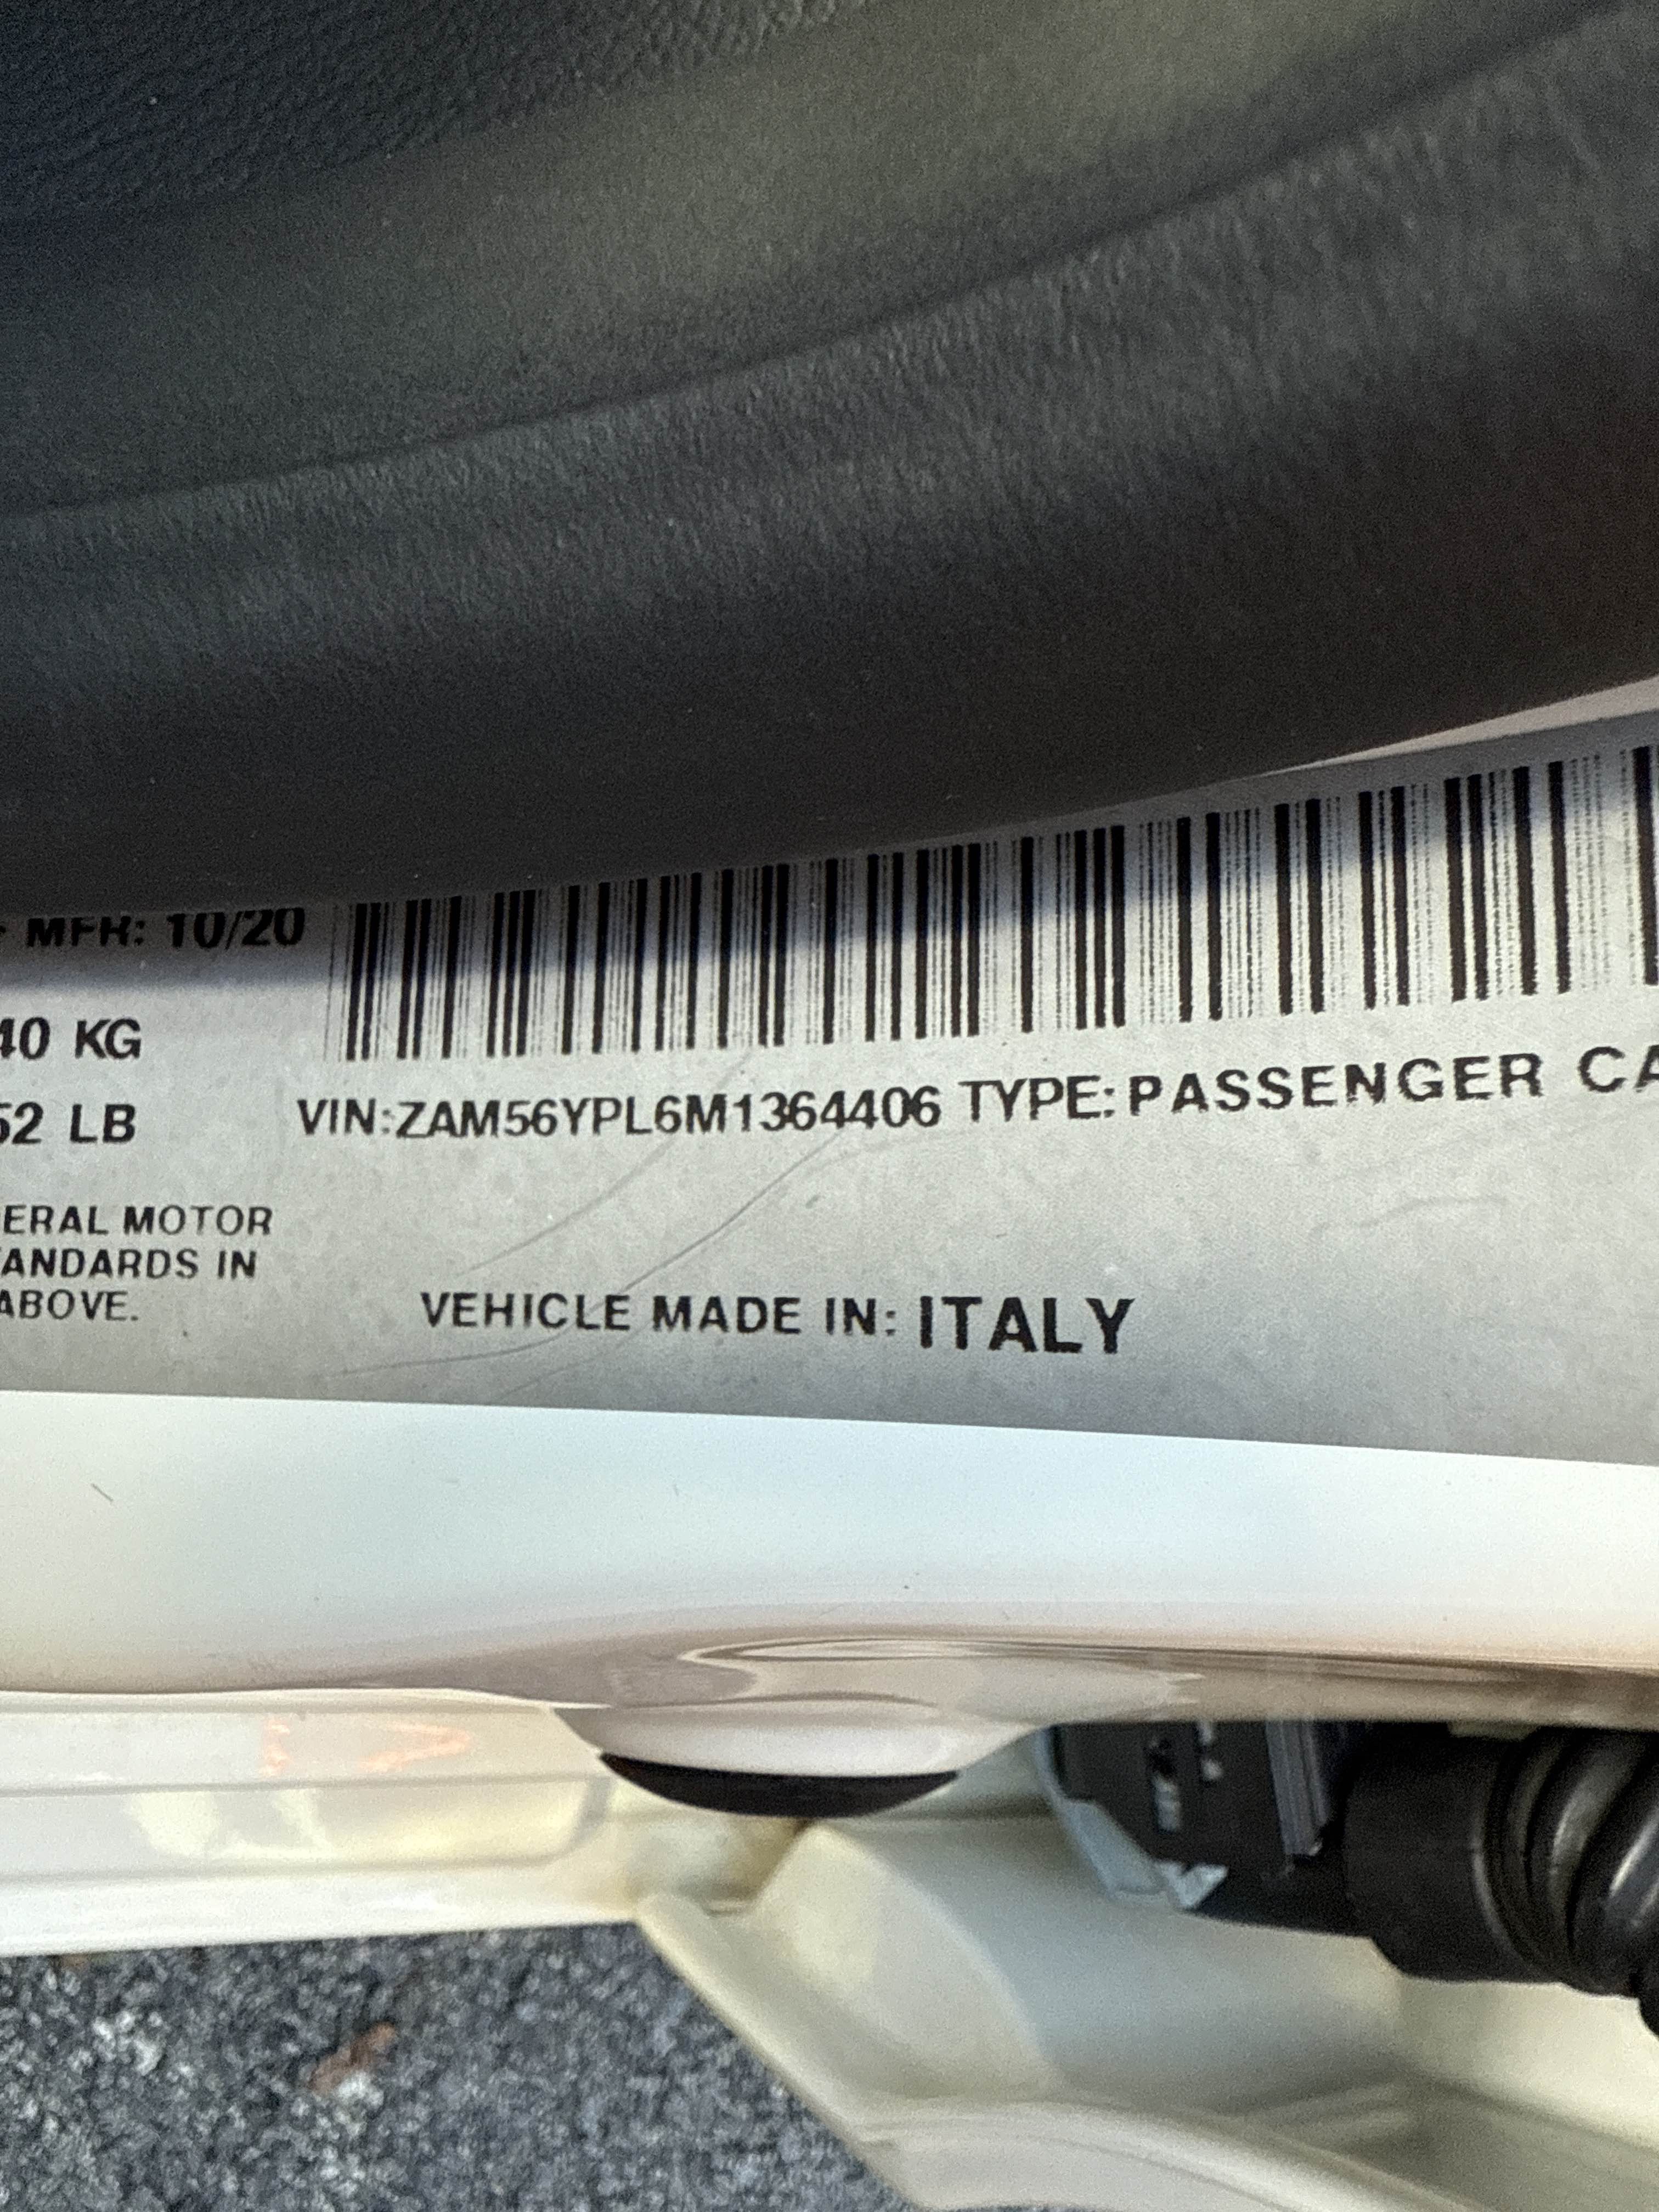 MFR: 10/20
40 KG
52 LB
VIN:ZAM56YPL6M1364406 TYPE: PASSENGER CA
ERAL MOTOR
ANDARDS IN
ABOVE.
VEHICLE MADE IN: ITALY